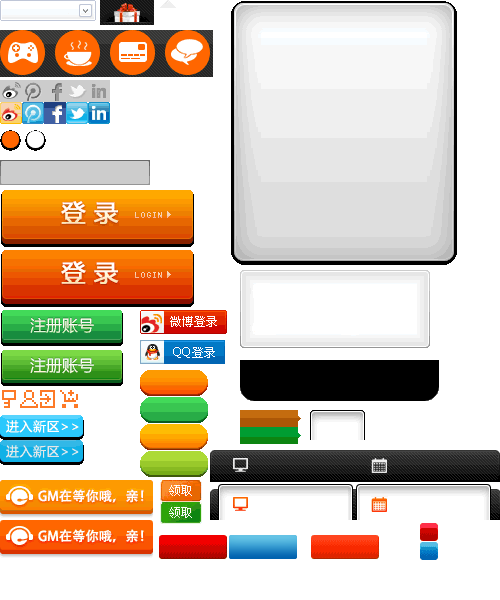 登录 LOGIN
登录 LOGIN
注册账号
微博登录
QQ登录
注册账号
进入新区>>
进入新区>>
GM在等你哦，亲！
领取
领取
GM在等你哦，亲！